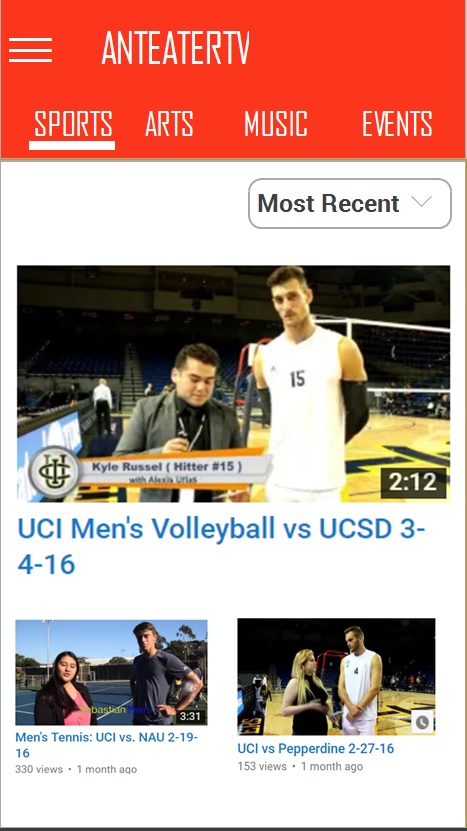 ANTEATERTV
SPORTS ARTS MUSIC EVENTS
Most Recent
15
Kyle Russel ( Hitter #15 )
with Alexis Urias
2:12
UCI Men's Volleyball vs UCSD 3-
4-16
ebastian
3:31
Men's Tennis: UCI vs. NAU 2-19-
16
330 views • 1 month ago
4
UCI vs Pepperdine 2-27-16
153 views • 1 month ago